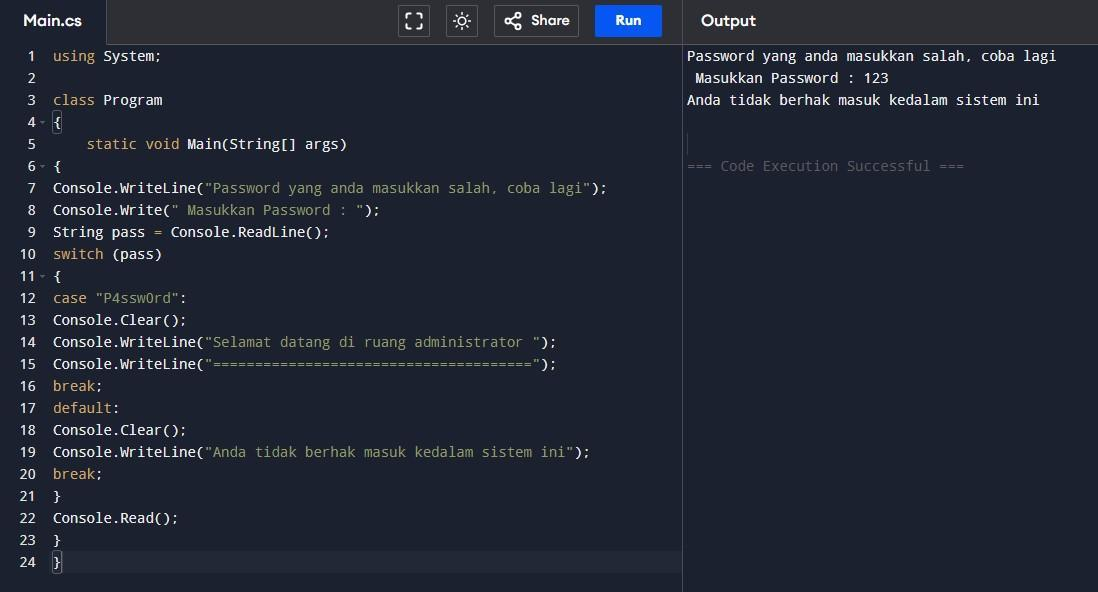 Main.cs
Share
Run
Output
1 using System;
2
3 class Program
4 {
5 static void Main(String[] args)
6 {
7 Console.WriteLine("Password yang anda masukkan salah, coba lagi");
8 Console.Write(" Masukkan Password : ");
9 String pass = Console.ReadLine();
10 switch (pass)
11 {
12 case "P4ssw0rd":
13 Console.Clear();
14 Console.WriteLine("Selamat datang di ruang administrator ");
15 Console.WriteLine("======================================");
16 break;
17 default:
18 Console.Clear();
19 Console.WriteLine("Anda tidak berhak masuk kedalam sistem ini");
20 break;
21 }
22 Console.Read();
23 }
24 }
Password yang anda masukkan salah, coba lagi
Masukkan Password : 123
Anda tidak berhak masuk kedalam sistem ini
=== Code Execution Successful ===